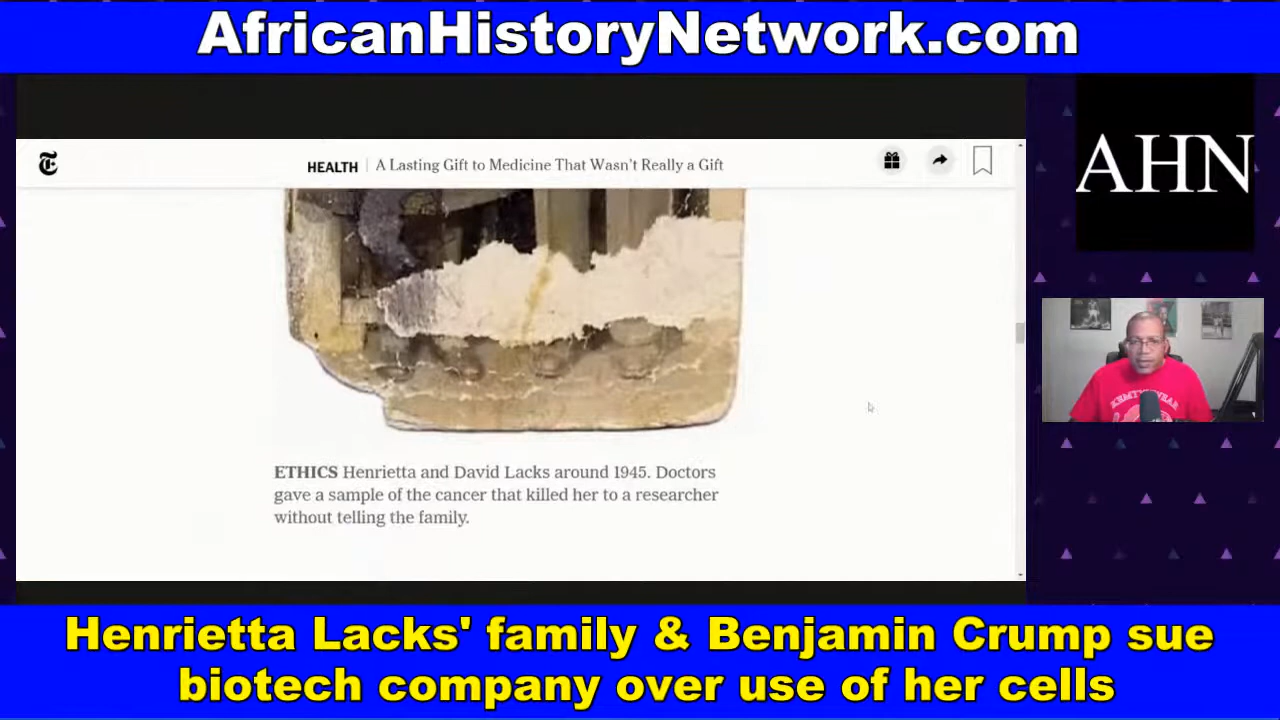 AfricanHistoryNetwork.com
HEALTH | A Lasting Gift to Medicine That Wasn't Really a Gift
AHN
ETHICS Henrietta and David Lacks around 1945. Doctors
gave a sample of the cancer that killed her to a researcher
without telling the family.
KEMTYWEAR
Henrietta Lacks' family & Benjamin Crump sue
biotech company over use of her cells